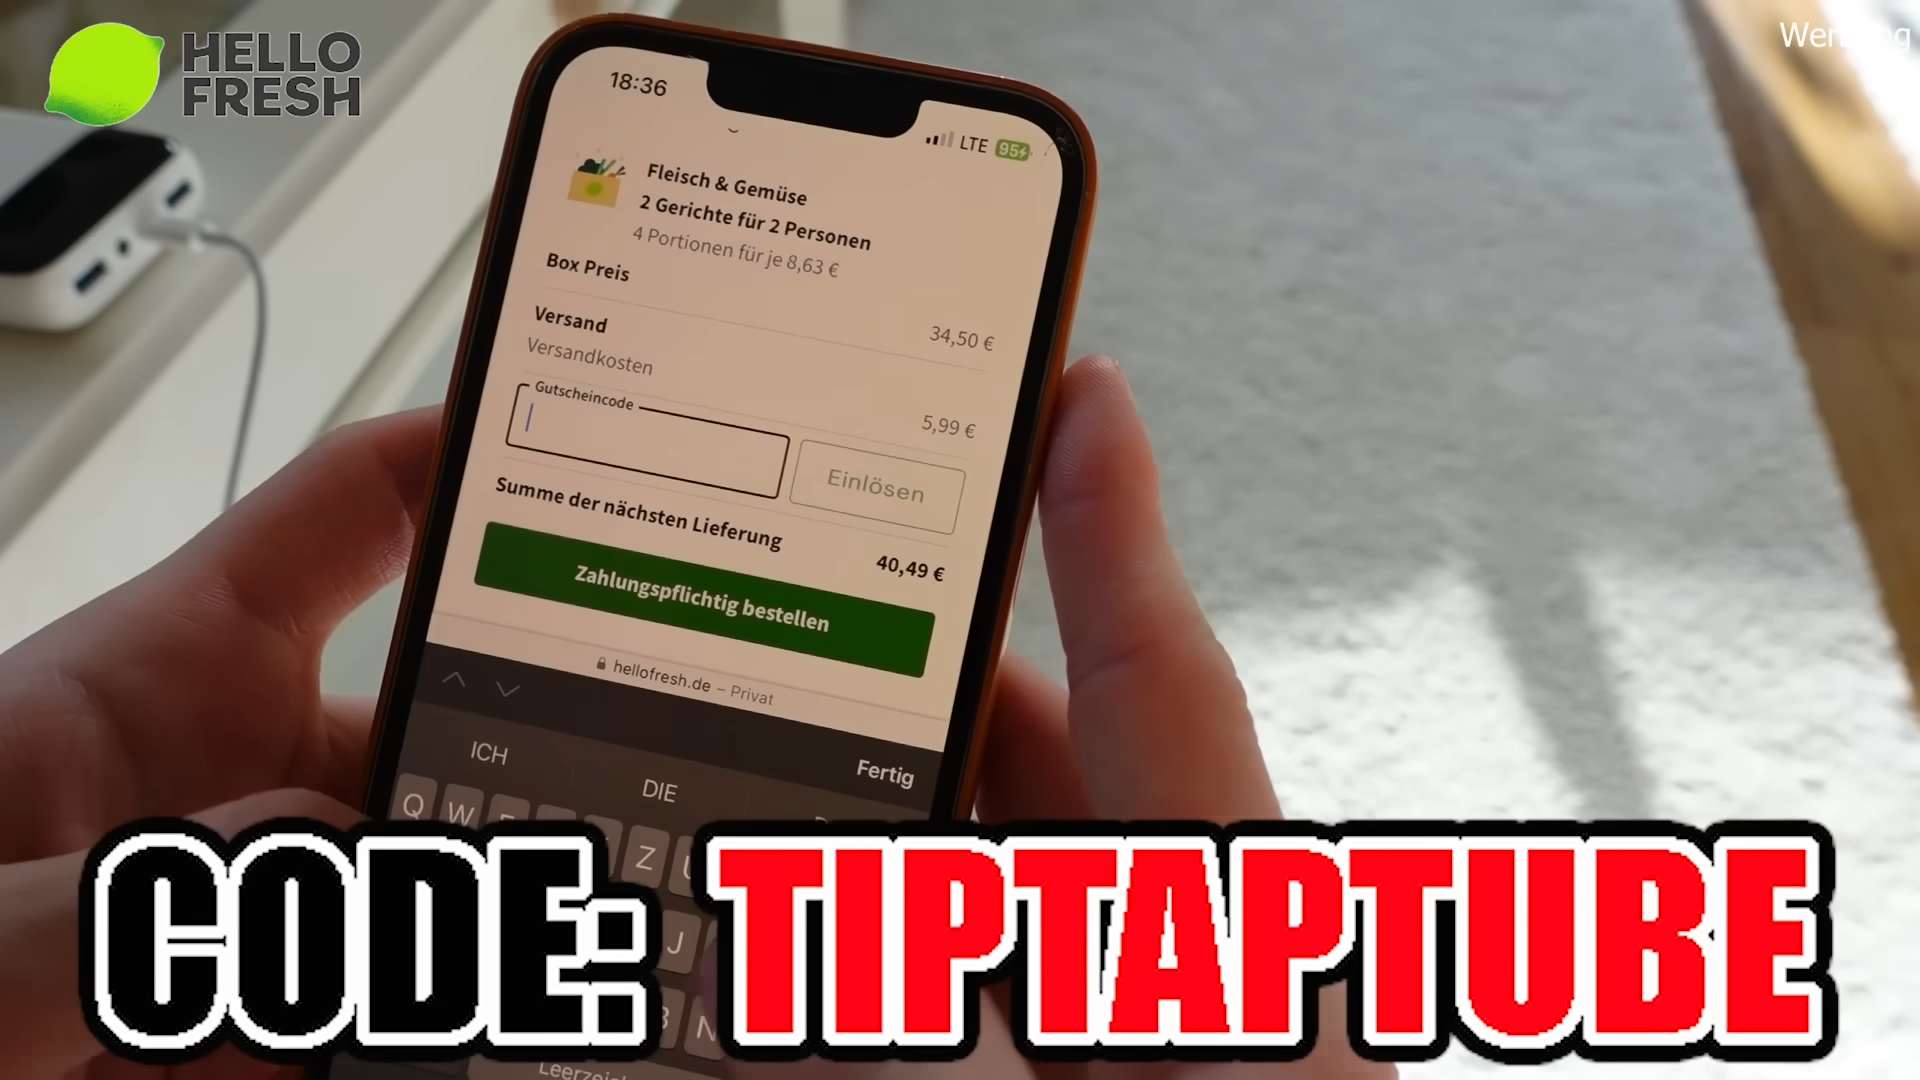 HELLO
FRESH
18:36
LTE 95
Fleisch & Gemüse
2 Gerichte für 2 Personen
4 Portionen für je 8,63 €
Box Preis
34,50 €
Versand
Versandkosten
5,99 €
Gutscheincode
Einlösen
Summe der nächsten Lieferung
40,49 €
Zahlungspflichtig bestellen
hellofresh.de – Privat
Fertig
ICH
DIE
Q W
Z
J
N
CODE: TIPTAPTUBE